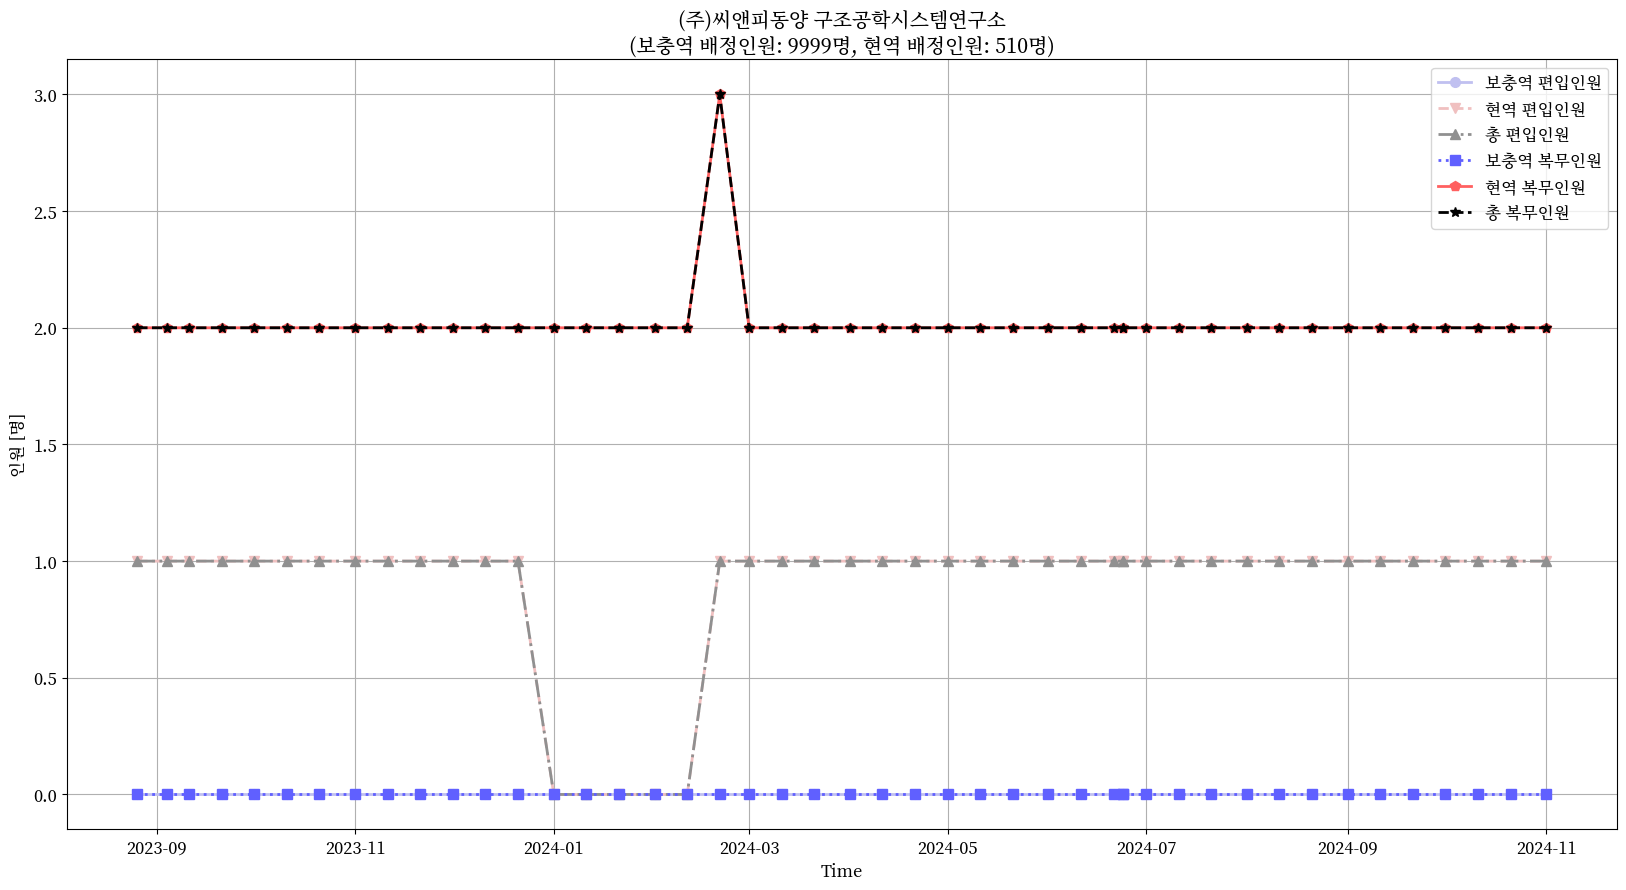 (주)씨앤피동양 구조공학시스템연구소
(보충역 배정인원: 9999명, 현역 배정인원: 510명)
보충역 편입인원
현역 편입인원
총 편입인원
보충역 복무인원
현역 복무인원
총 복무인원
인원 [명]
3.0
2.5
2.0
1.5
1.0
0.5
0.0
2023-09
2023-11
2024-01
2024-03
2024-05
2024-07
2024-09
2024-11
Time